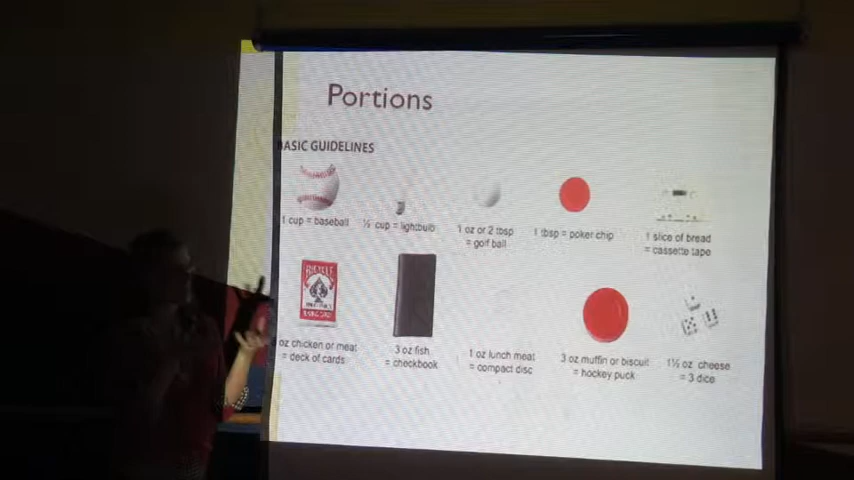 Portions
BASIC GUIDELINES
1 cup = baseball
½ cup = lightbulb
1 oz or 2 tbsp
= golf ball
1 tbsp = poker chip
1 slice of bread
= cassette tape
BICYCLE
oz chicken or meat
= deck of cards
3 oz fish
= checkbook
1 oz lunch meat
= compact disc
3 oz muffin or biscuit
= hockey puck
1½ oz cheese
= 3 dice